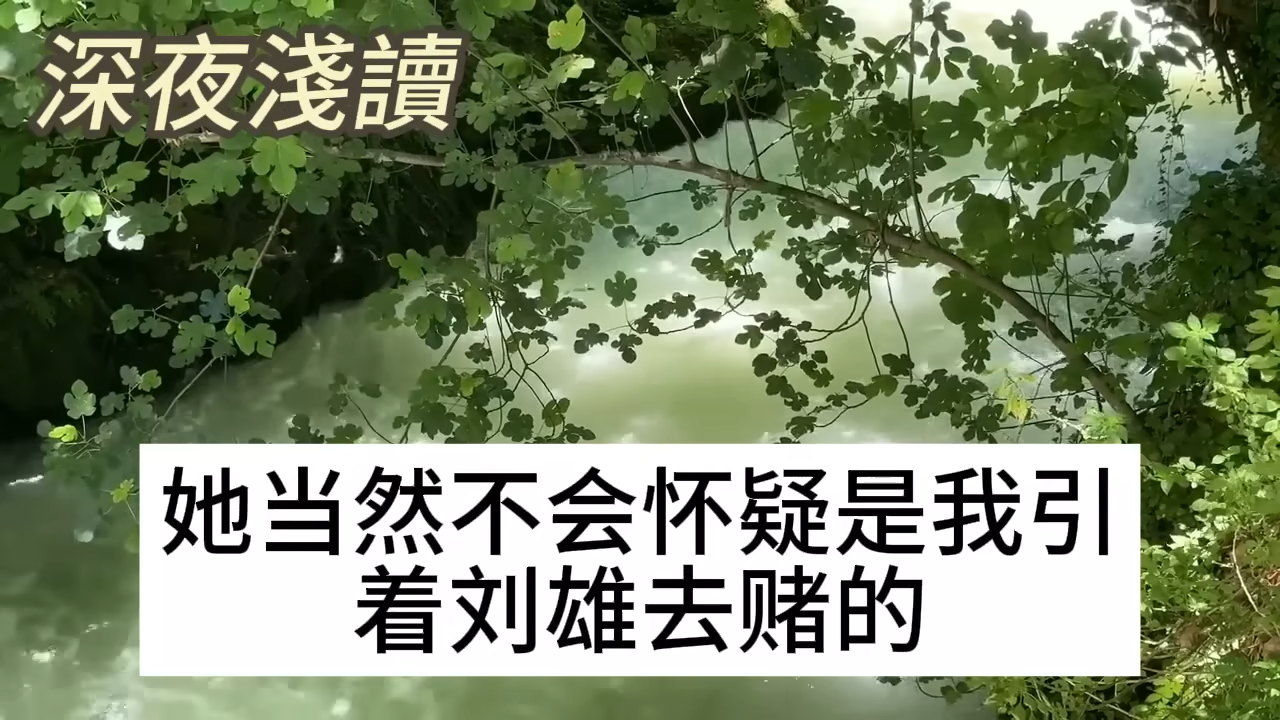 深夜淺讀
她当然不会怀疑是我引
着刘雄去赌的